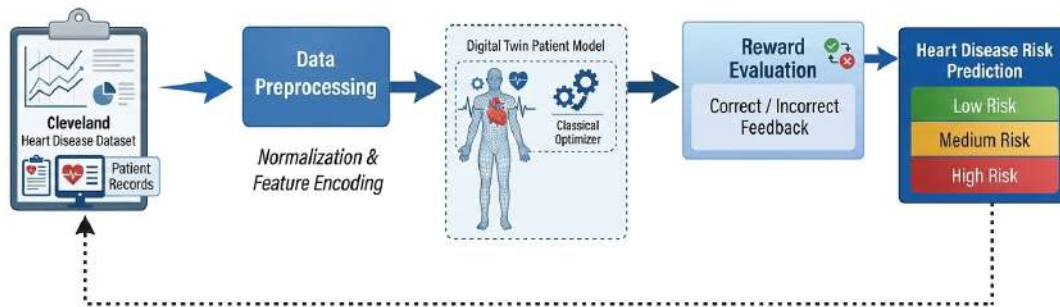 Cleveland
Heart Disease Dataset
Patient
Records
Data
Preprocessing
Normalization &
Feature Encoding
Digital Twin Patient Model
Classical
Optimizer
Reward
Evaluation
Correct / Incorrect
Feedback
Heart Disease Risk
Prediction
Low Risk
Medium Risk
High Risk